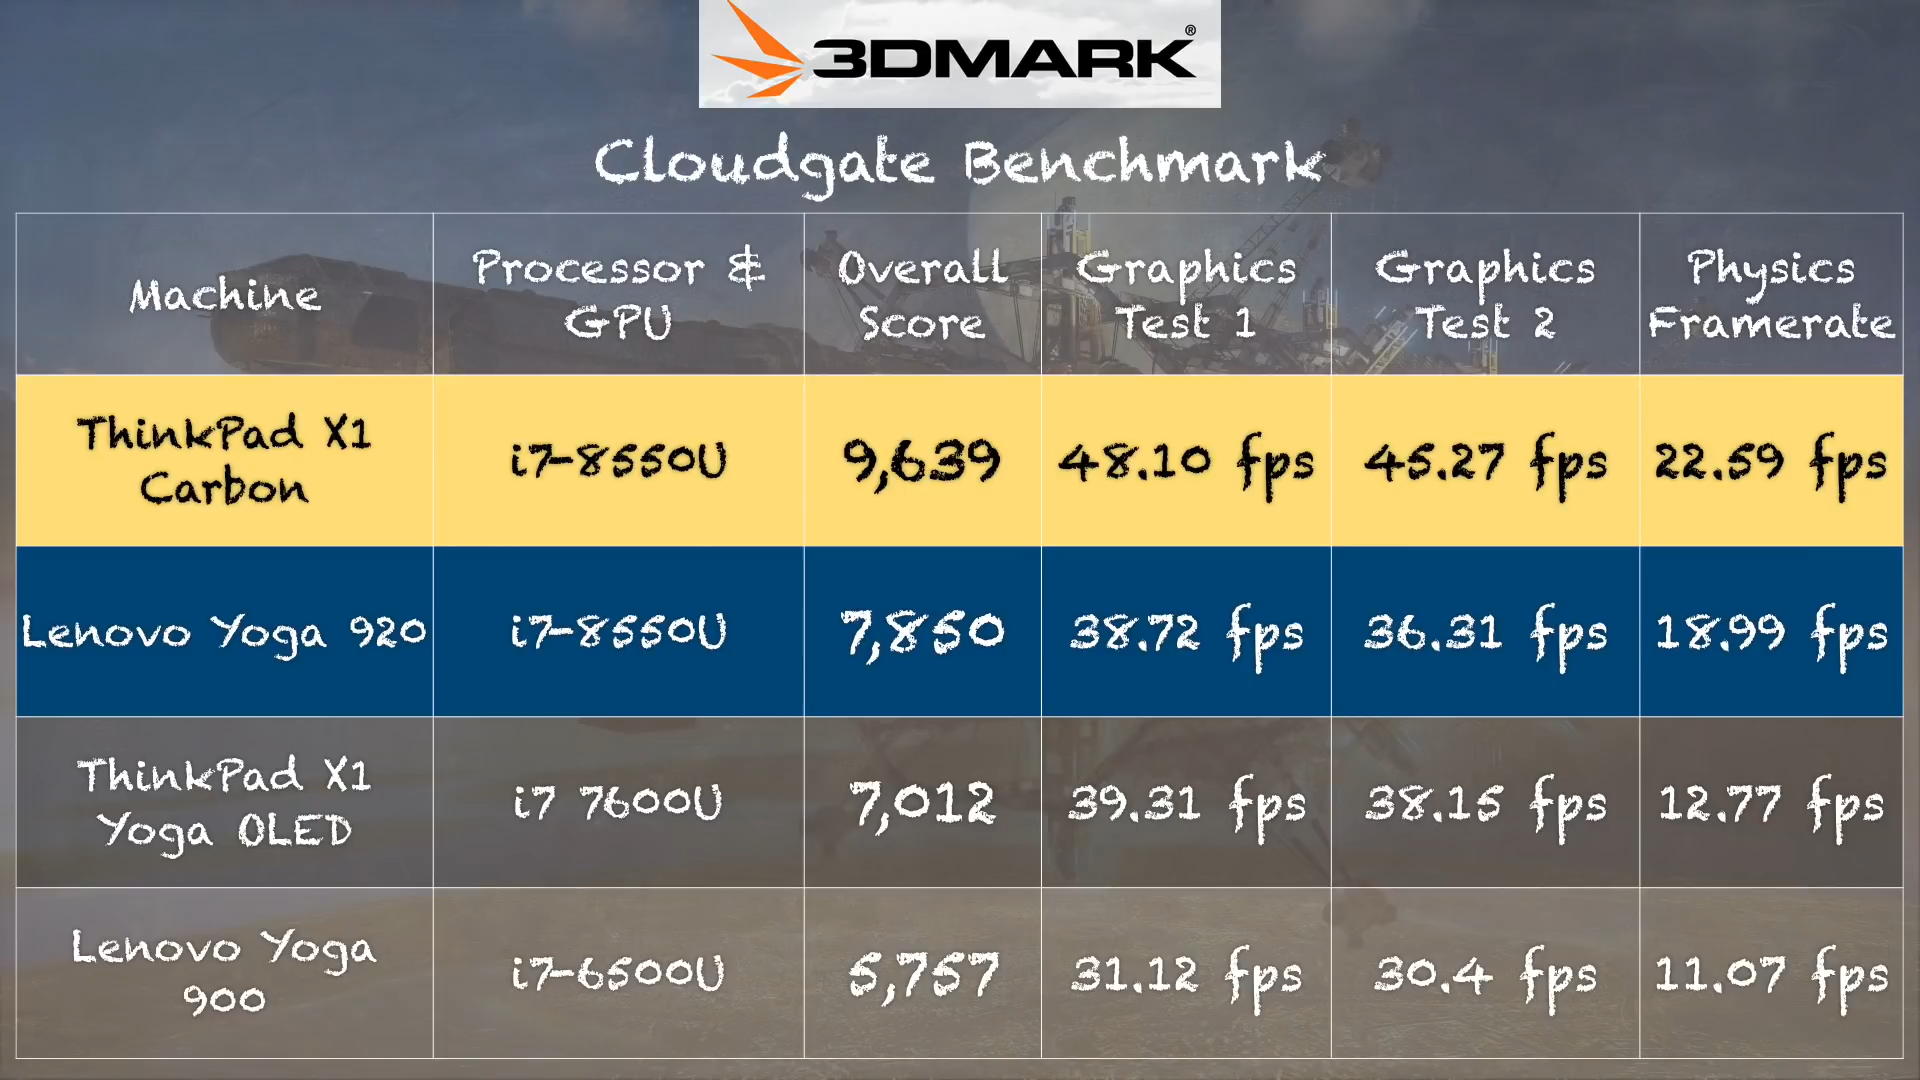 3DMARK®
Cloudgate Benchmark
Machine
Processor &
GPU
Overall
Score
Graphics
Test 1
Graphics
Test 2
Physics
Framerate
ThinkPad X1
Carbon
i7-8550U
9,639
48.10 fps
45.27 fps
22.59 fps
Lenovo Yoga 920
i7-8550U
7,850
38.72 fps
36.31 fps
18.99 fps
ThinkPad X1
Yoga OLED
i7 7600U
7,012
39.31 fps
38.15 fps
12.77 fps
Lenovo Yoga
900
i7-6500U
5,757
31.12 fps
30.4 fps
11.07 fps